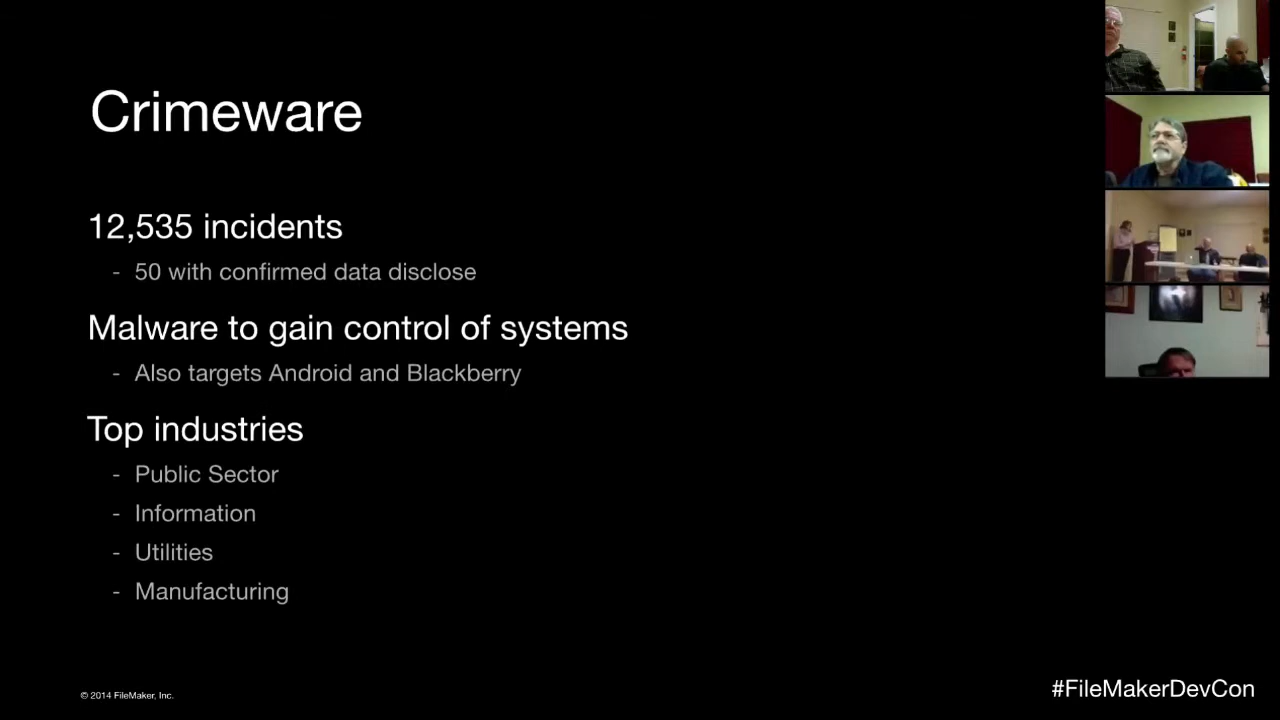 Crimeware
12,535 incidents
- 50 with confirmed data disclose
Malware to gain control of systems
- Also targets Android and Blackberry
Top industries
- Public Sector
- Information
- Utilities
- Manufacturing
© 2014 FileMaker, Inc.
#FileMakerDevCon